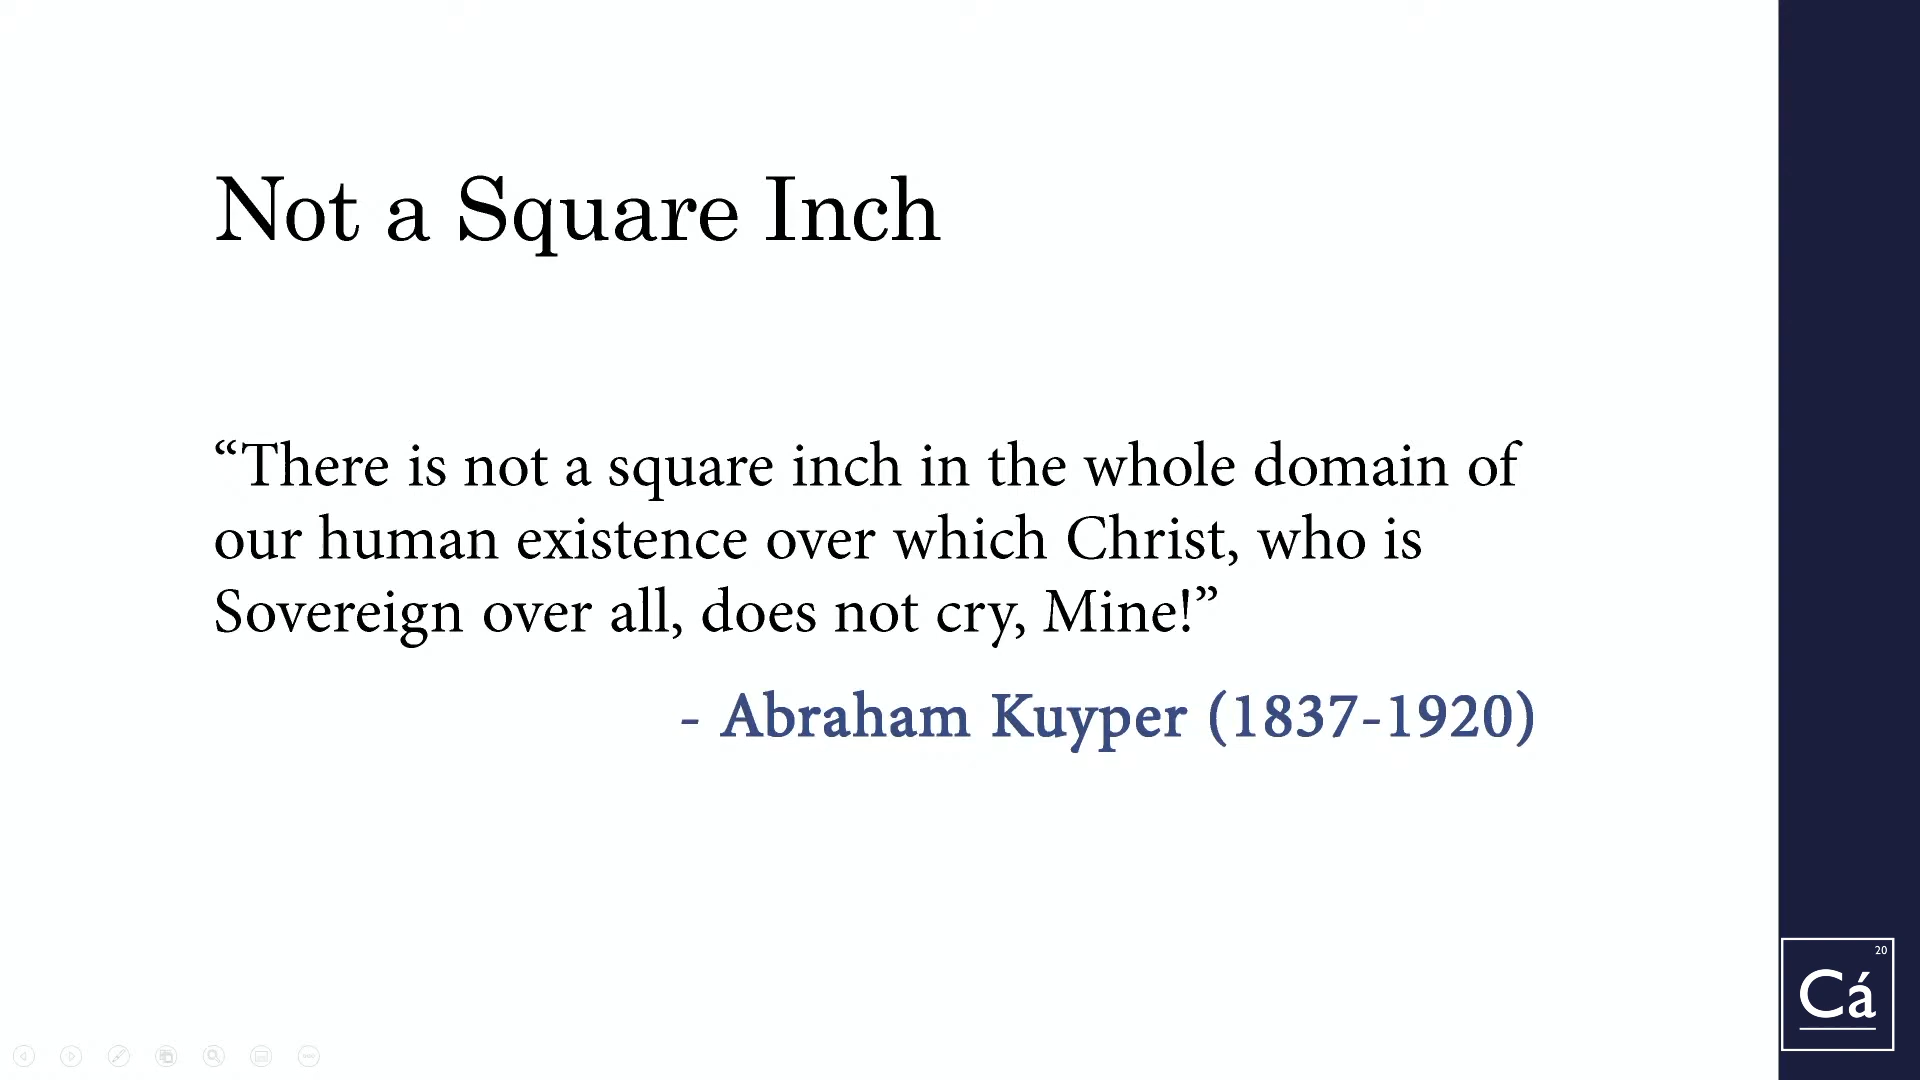 Not a Square Inch
“There is not a square inch in the whole domain of
our human existence over which Christ, who is
Sovereign over all, does not cry, Mine!”
- Abraham Kuyper (1837-1920)
20
Cá